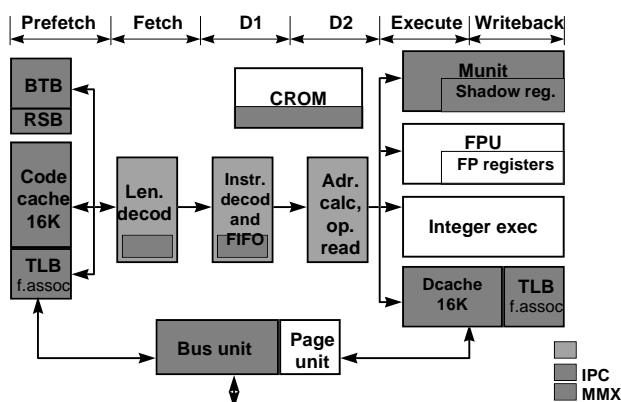 Prefetch Fetch D1 D2 Execute Writeback
BTB
RSB
Code
cache
16K
TLB
f.assoc
Len.
decod
Instr.
decod
and
FIFO
CROM
Adr.
calc,
op.
read
Munit
Shadow reg.
FPU
FP registers
Integer exec
Dcache
16K
TLB
f.assoc
Bus unit
Page
unit
IPC
MMX